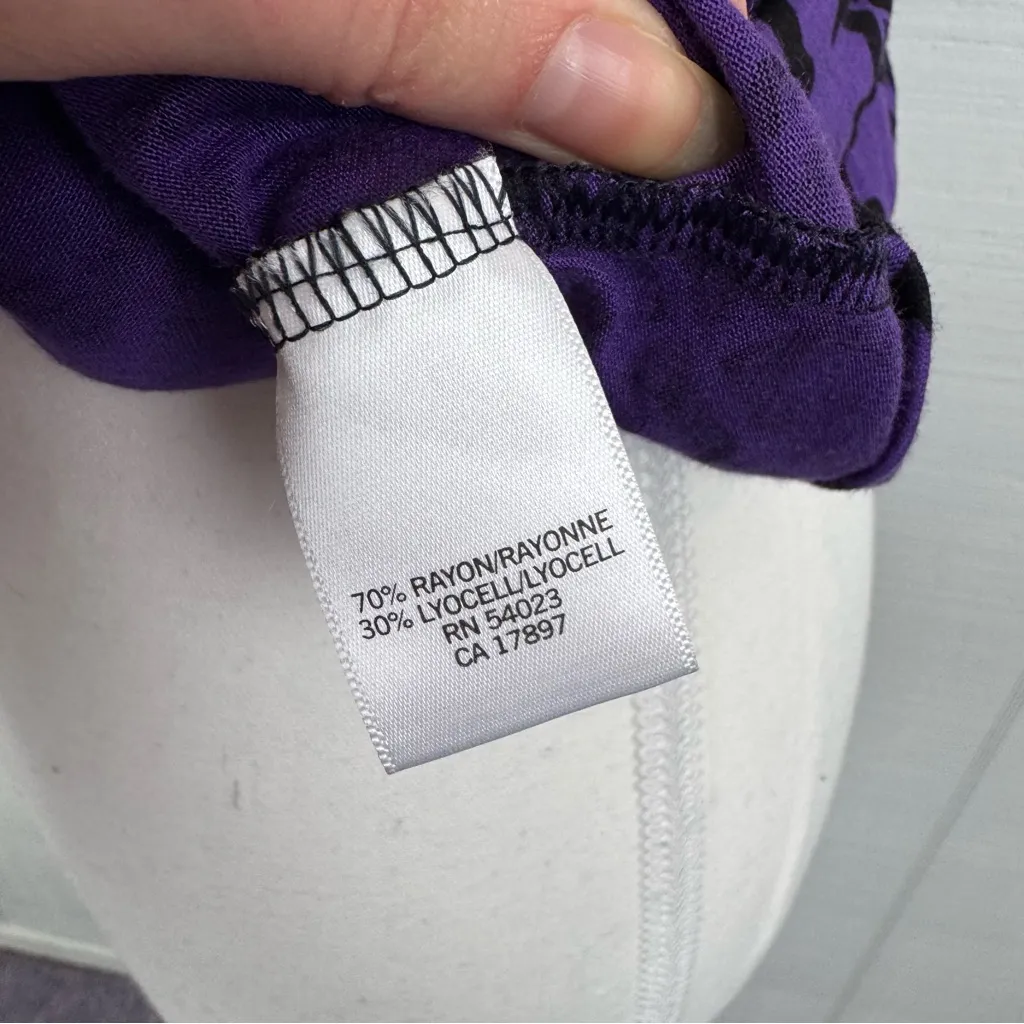 70% RAYON/RAYONNE
30% LYOCELL/LYOCELL
RN 54023
CA 17897